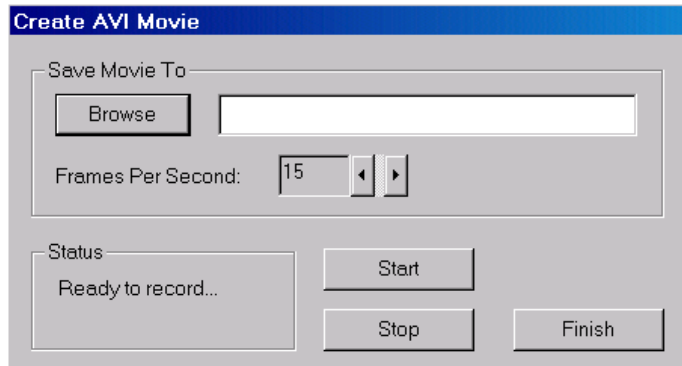 Create AVI Movie
Save Movie To
Browse
Frames Per Second: 15
Status
Ready to record...
Start
Stop
Finish